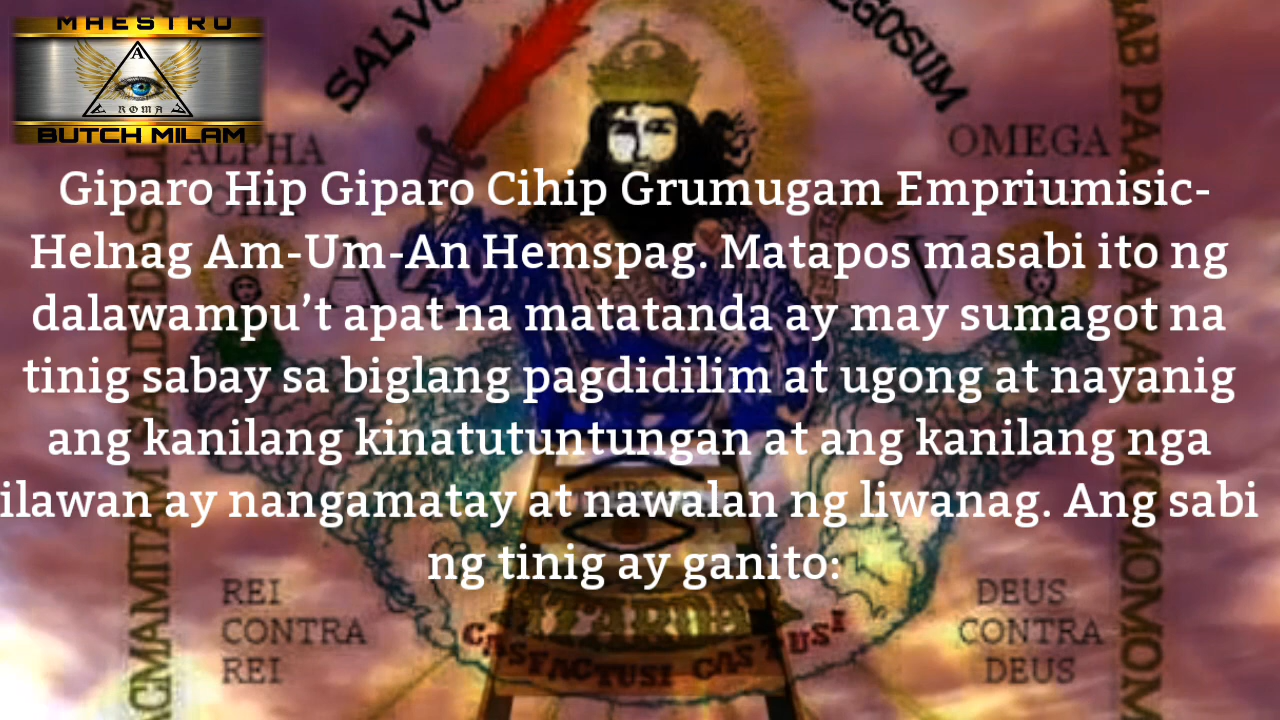 MAESTRO
A
ROMA
BUTCH MILAM
SALVU
EGOSUM
ALPHA
OMEGA
Giparo Hip Giparo Cihip Grumugam Empriumisic-
Helnag Am-Um-An Hemspag. Matapos masabi ito ng
dalawampu’t apat na matatanda ay may sumagot na
tinig sabay sa biglang pagdidilim at ugong at nayanig
ang kanilang kinatutuntungan at ang kanilang nga
ilawan ay nangamatay at nawalan ng liwanag. Ang sabi
ng tinig ay ganito:
A
V
REI
CONTRA
REI
DEUS
CONTRA
DEUS